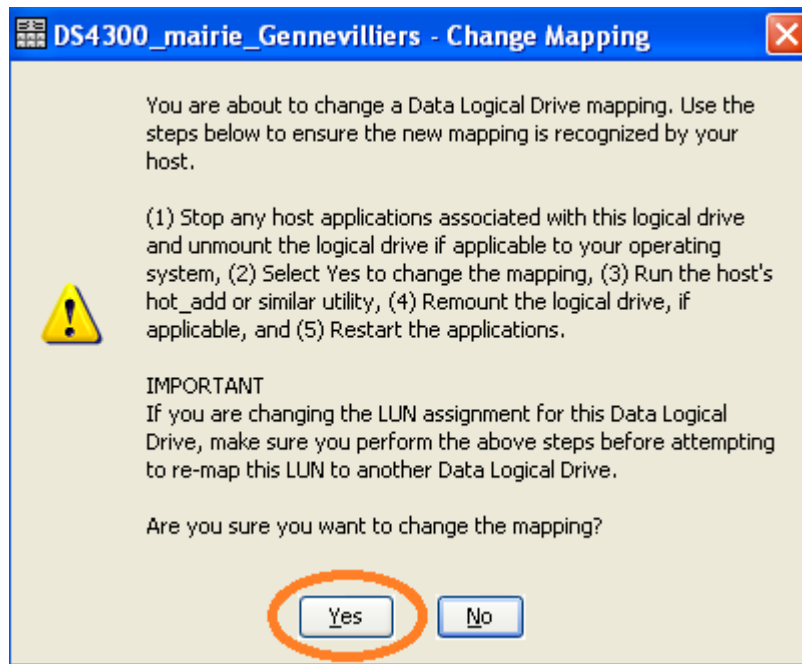 DS4300_mairie_Gennevilliers - Change Mapping
You are about to change a Data Logical Drive mapping. Use the
steps below to ensure the new mapping is recognized by your
host.
(1) Stop any host applications associated with this logical drive
and unmount the logical drive if applicable to your operating
system, (2) Select Yes to change the mapping, (3) Run the host's
hot_add or similar utility, (4) Remount the logical drive, if
applicable, and (5) Restart the applications.
IMPORTANT
If you are changing the LUN assignment for this Data Logical
Drive, make sure you perform the above steps before attempting
to re-map this LUN to another Data Logical Drive.
Are you sure you want to change the mapping?
Yes No